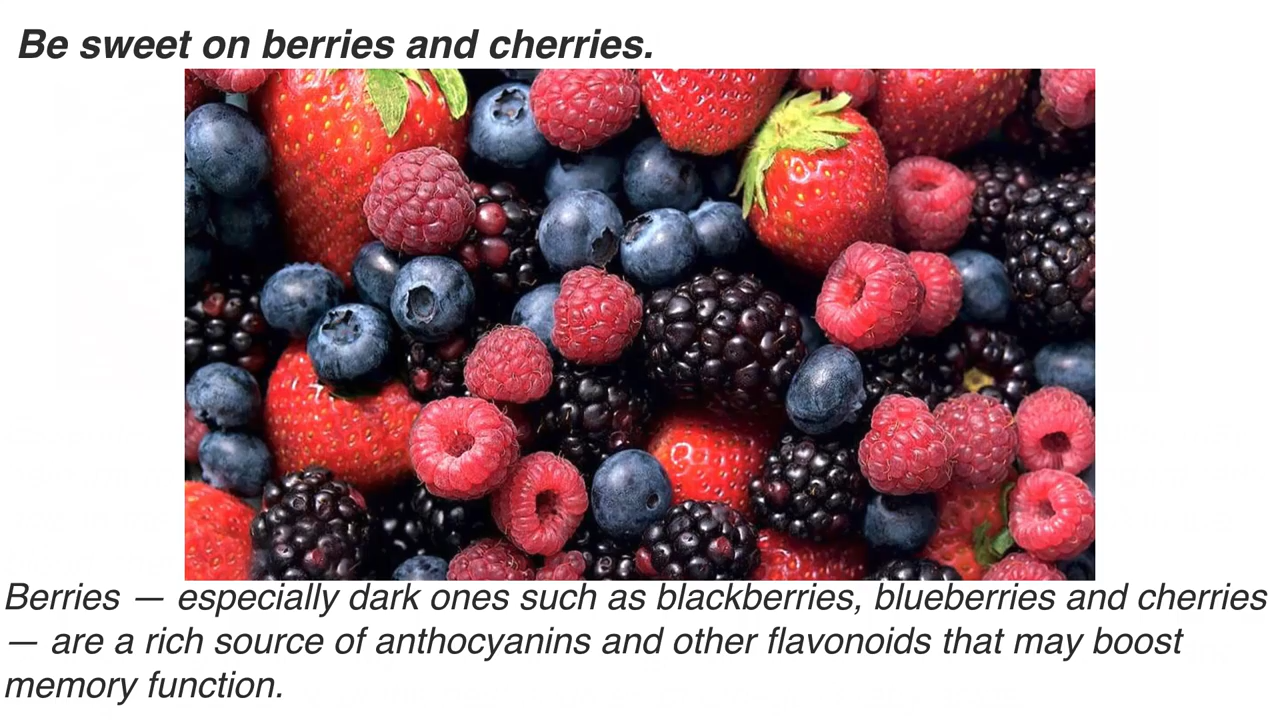 Be sweet on berries and cherries.
Berries — especially dark ones such as blackberries, blueberries and cherries
— are a rich source of anthocyanins and other flavonoids that may boost
memory function.